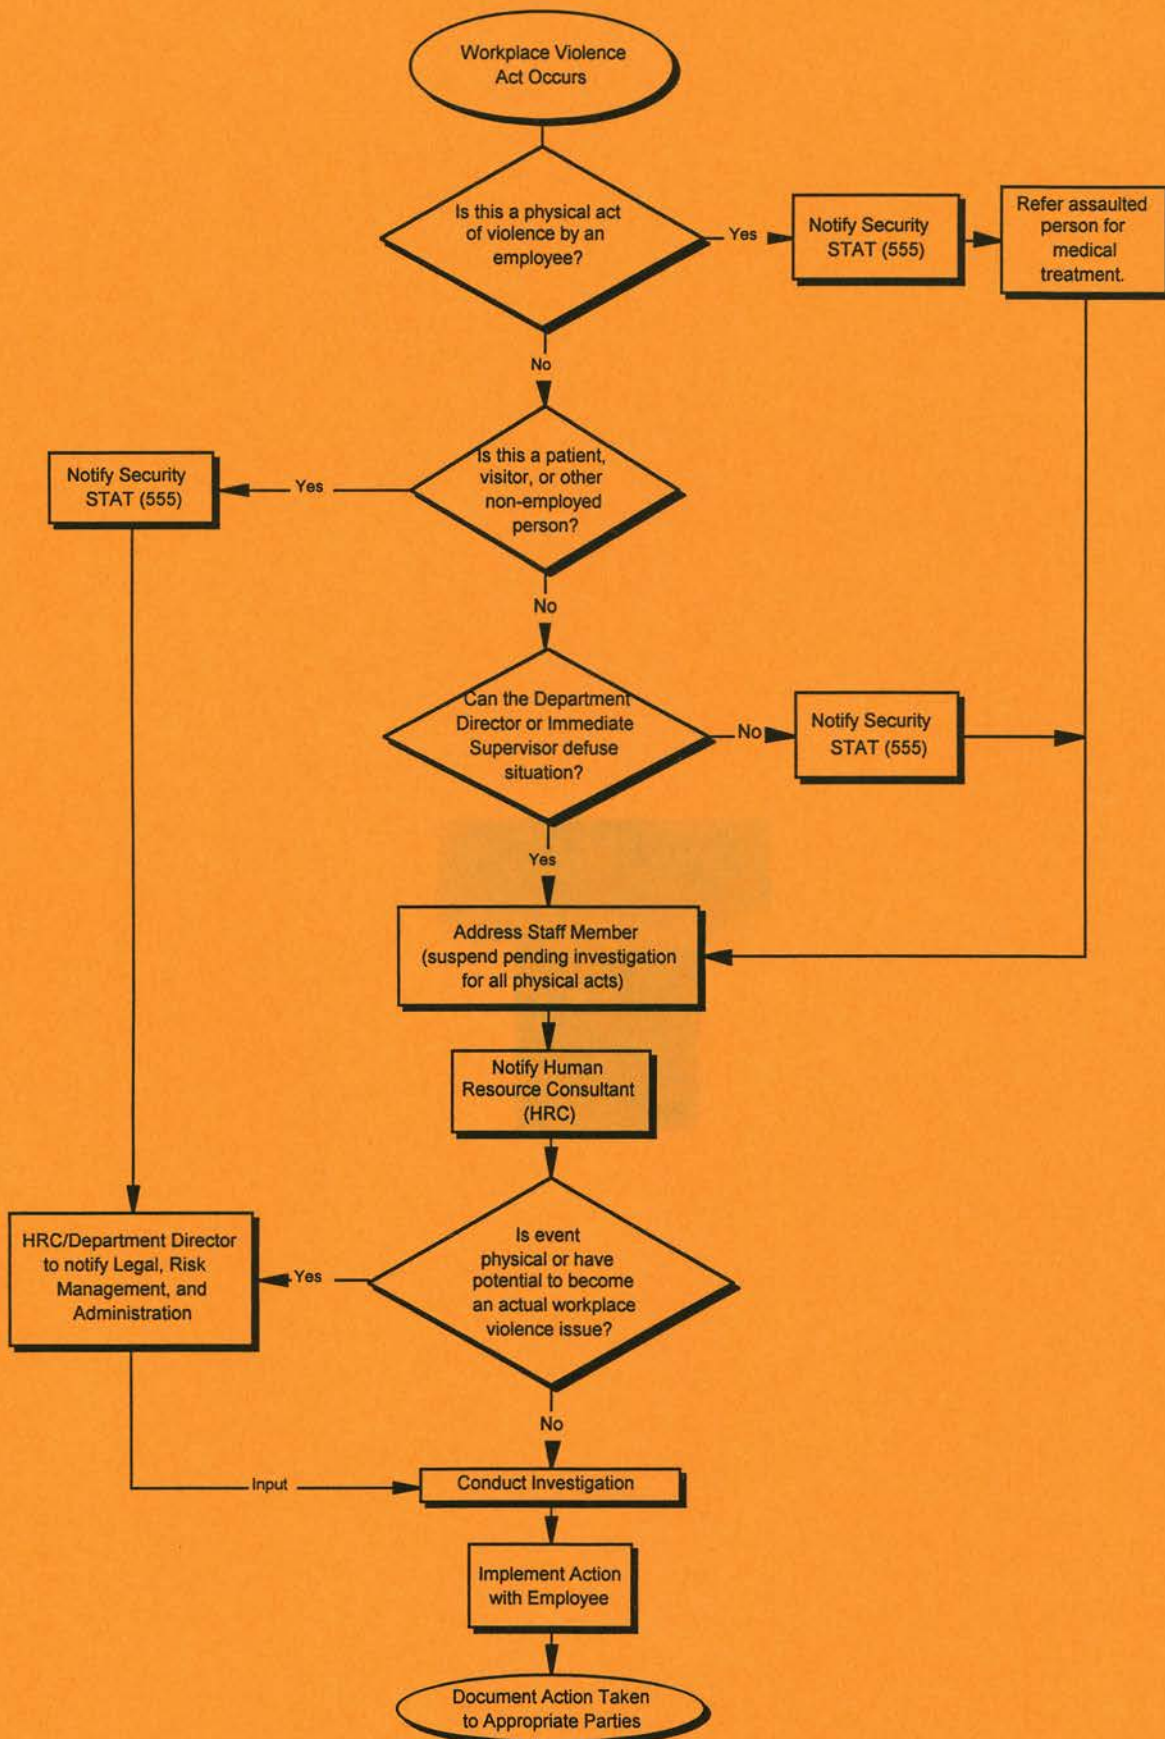 Workplace Violence
Act Occurs
Is this a physical act
of violence by an
employee?
Yes
Notify Security
STAT (555)
Refer assaulted
person for
medical
treatment.
No
Is this a patient,
visitor, or other
non-employed
person?
Yes
Notify Security
STAT (555)
No
Can the Department
Director or Immediate
Supervisor defuse
situation?
No
Notify Security
STAT (555)
Yes
Address Staff Member
(suspend pending investigation
for all physical acts)
Notify Human
Resource Consultant
(HRC)
Is event
physical or have
potential to become
an actual workplace
violence issue?
Yes
HRC/Department Director
to notify Legal, Risk
Management, and
Administration
No
Input
Conduct Investigation
Implement Action
with Employee
Document Action Taken
to Appropriate Parties